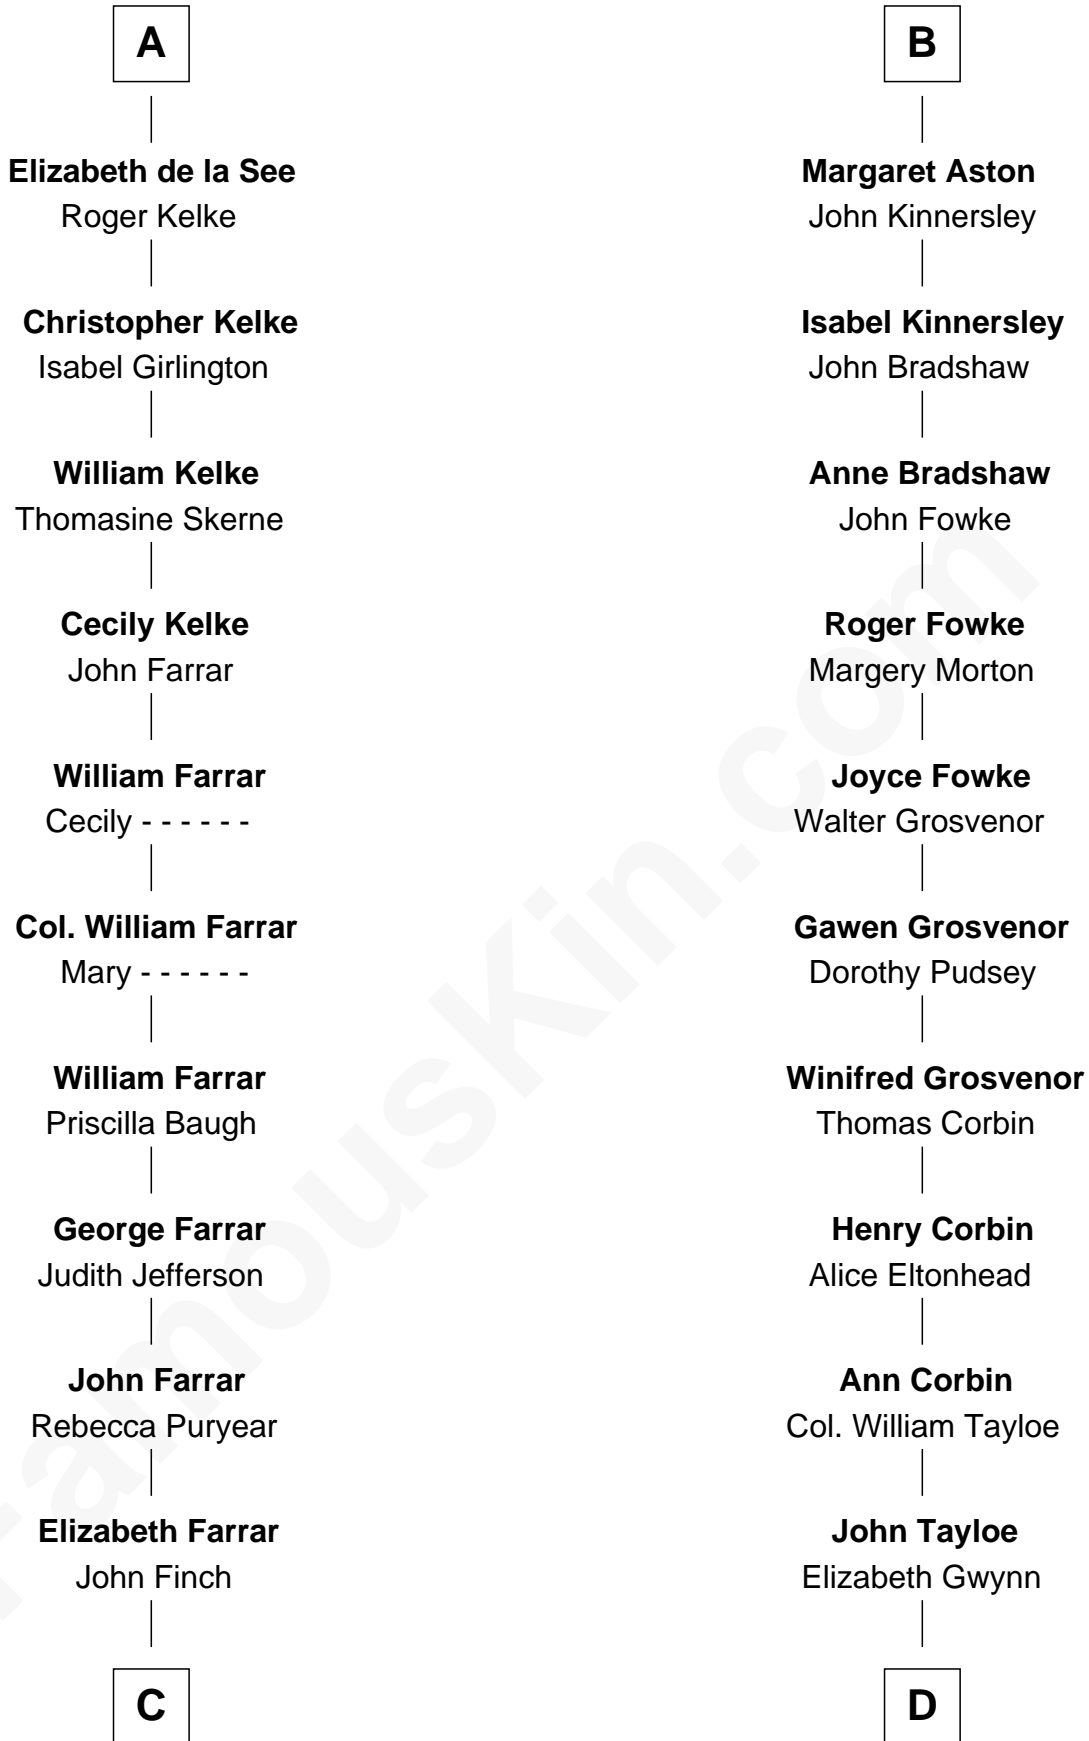 A
Elizabeth de la See
Roger Kelke
Christopher Kelke
Isabel Girlington
William Kelke
Thomasine Skerne
Cecily Kelke
John Farrar
William Farrar
Cecily - - - - - -
Col. William Farrar
Mary - - - - - -
William Farrar
Priscilla Baugh
George Farrar
Judith Jefferson
John Farrar
Rebecca Puryear
Elizabeth Farrar
John Finch
C
B
Margaret Aston
John Kinnersley
Isabel Kinnersley
John Bradshaw
Anne Bradshaw
John Fowke
Roger Fowke
Margery Morton
Joyce Fowke
Walter Grosvenor
Gawen Grosvenor
Dorothy Pudsey
Winifred Grosvenor
Thomas Corbin
Henry Corbin
Alice Eltonhead
Ann Corbin
Col. William Tayloe
John Tayloe
Elizabeth Gwynn
D
FamousKin.com